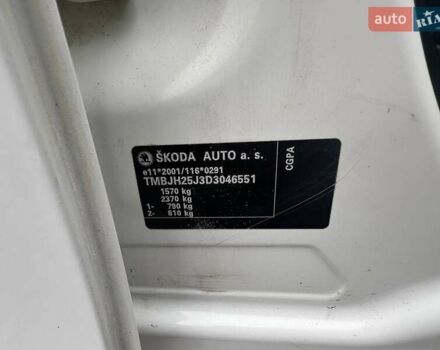 auto RIA
ŠKODA AUTO a. s.
e11*2001/116*0291
TMBJH25J3D3046551
1570 kg
2370 kg
1- 790 kg
2- 810 kg
CGPA